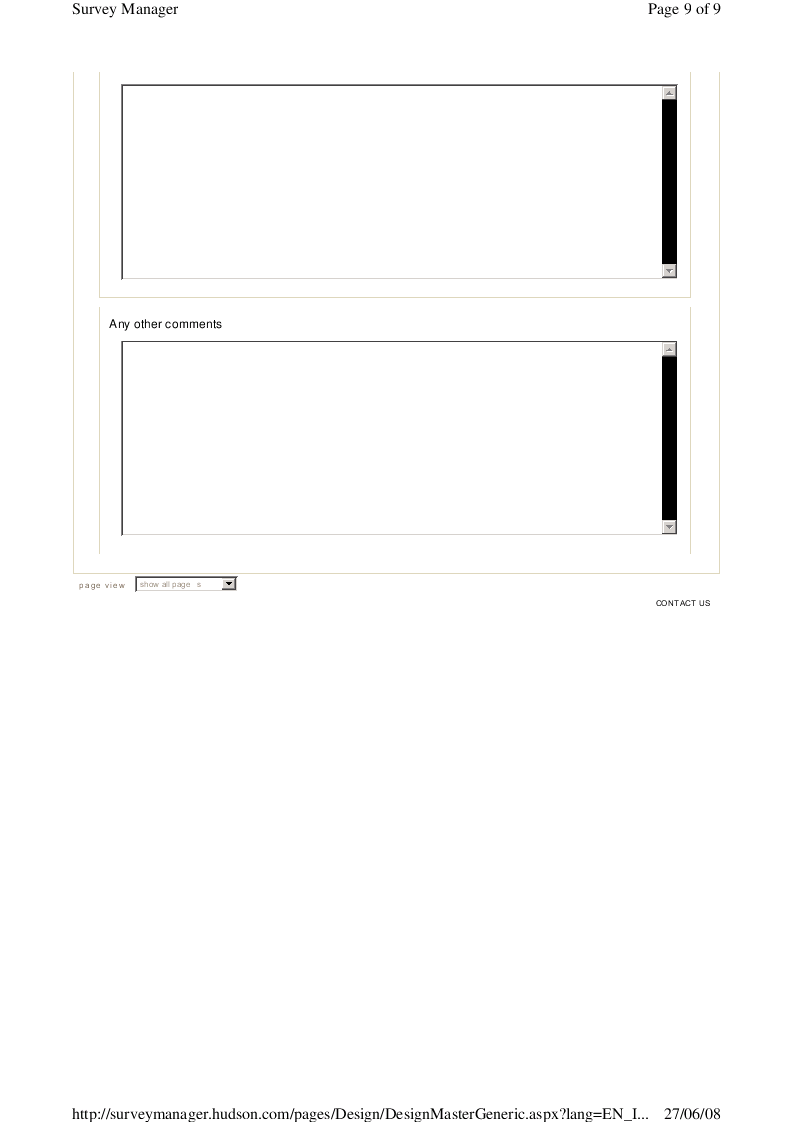 Survey Manager Page 9 of 9
Any other comments
page view show all page s
CONTACT US
http://surveymanager.hudson.com/pages/Design/DesignMasterGeneric.aspx?lang=EN_I... 27/06/08